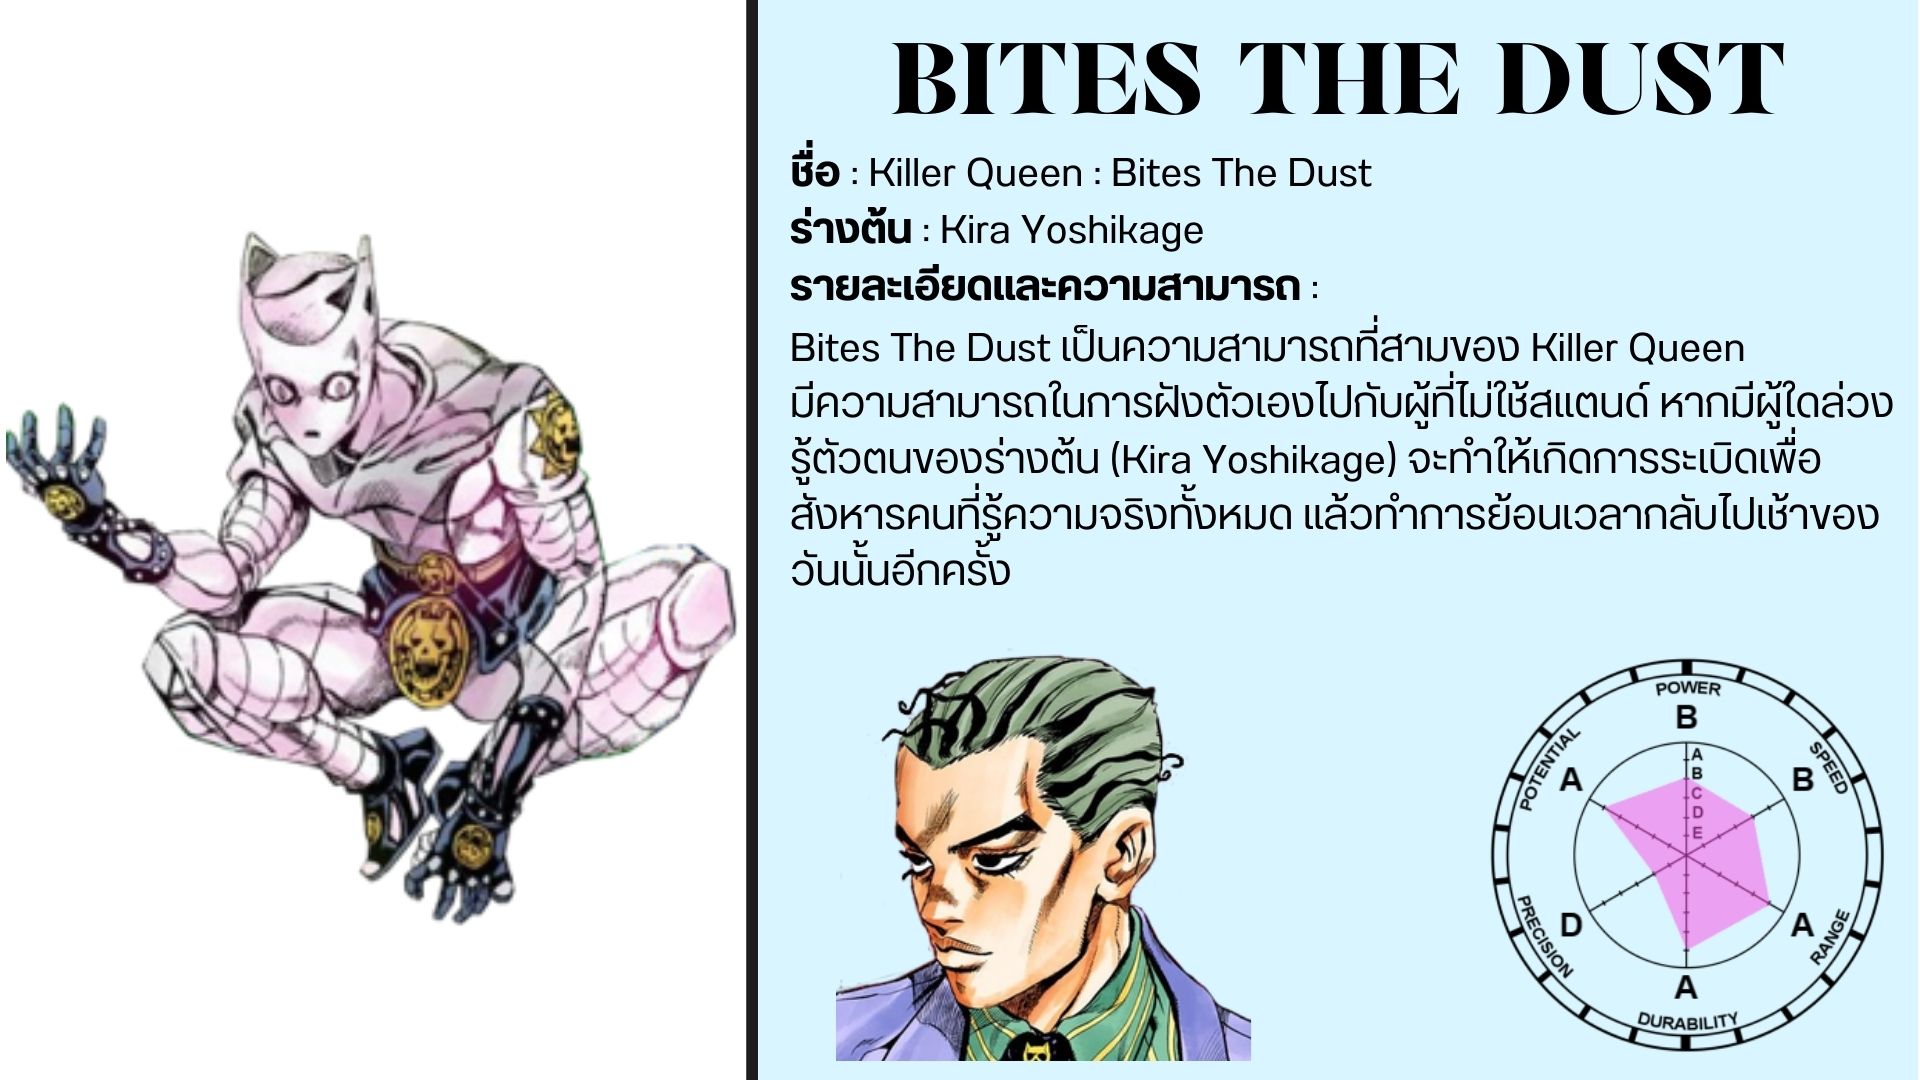 BITES THE DUST
ชื่อ : Killer Queen : Bites The Dust
ร่างต้น : Kira Yoshikage
รายละเอียดและความสามารถ :
Bites The Dust เป็นความสามารถที่สามของ Killer Queen
มีความสามารถในการฝังตัวเองไปกับผู้ที่ไม่ใช้สแตนด์ หากมีผู้ใดล่วง
รู้ตัวตนของร่างต้น (Kira Yoshikage) จะทำให้เกิดการระเบิดเพื่อ
สังหารคนที่รู้ความจริงทั้งหมด แล้วทำการย้อนเวลากลับไปเช้าของ
วันนั้นอีกครั้ง
POWER
B
SPEED
B
RANGE
A
DURABILITY
A
PRECISION
D
POTENTIAL
A
A
B
C
D
E